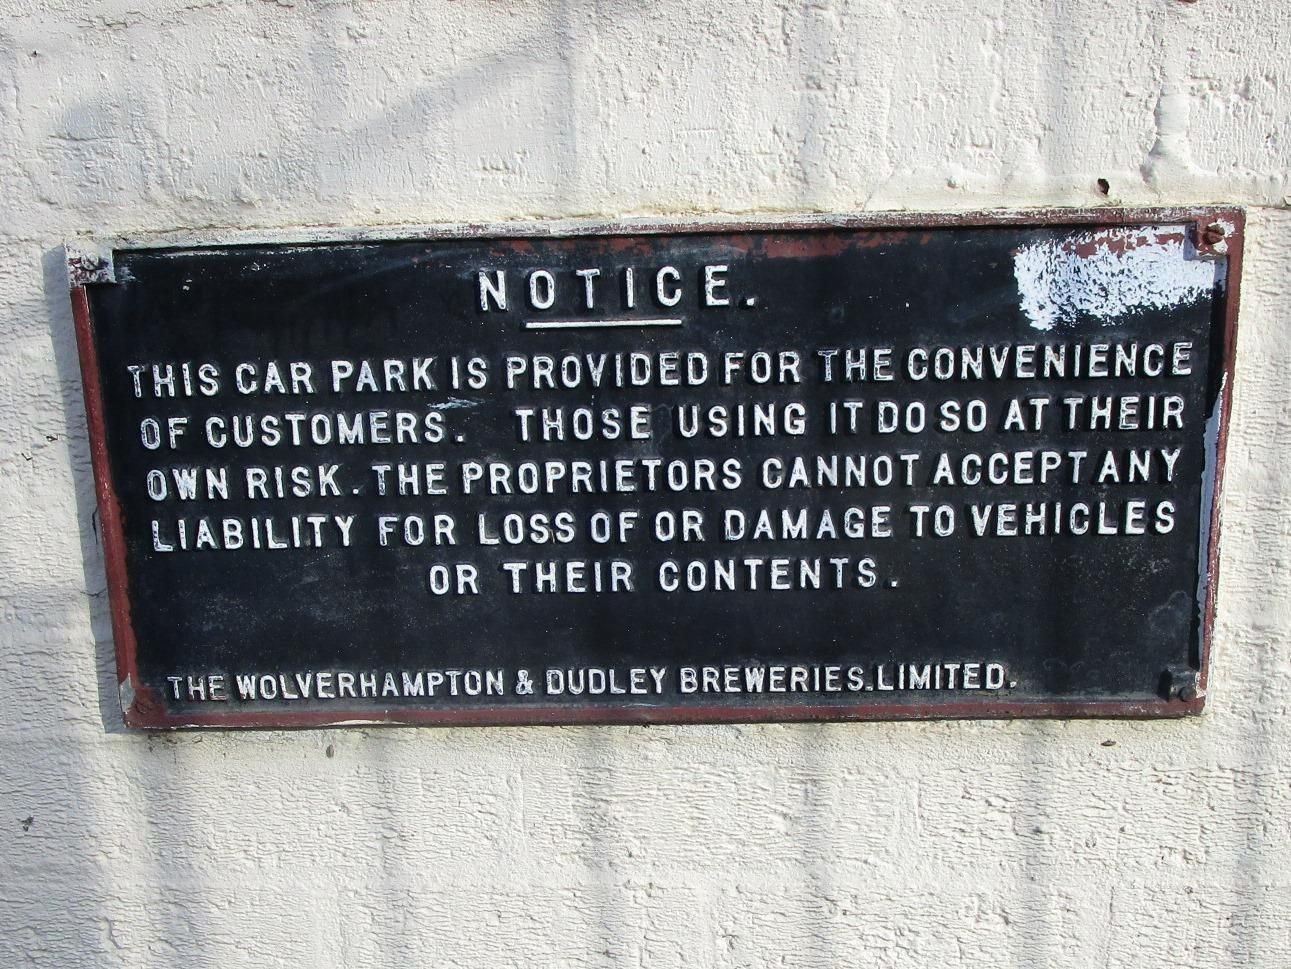 NOTICE.
THIS CAR PARK IS PROVIDED FOR THE CONVENIENCE
OF CUSTOMERS. THOSE USING IT DO SO AT THEIR
OWN RISK. THE PROPRIETORS CANNOT ACCEPT ANY
LIABILITY FOR LOSS OF OR DAMAGE TO VEHICLES
OR THEIR CONTENTS.
THE WOLVERHAMPTON & DUDLEY BREWERIES. LIMITED.